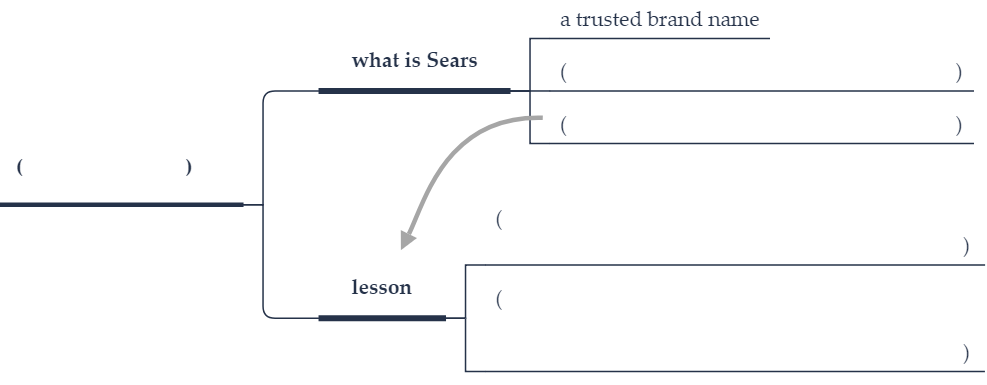 a trusted brand name
what is Sears
(                    )
(                    )
(                    )
(
)
lesson
(
)